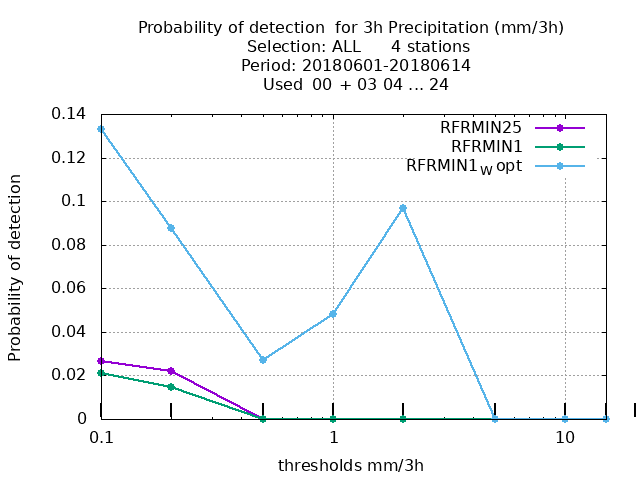 Probability of detection  for 3h Precipitation (mm/3h)
Selection: ALL      4 stations
Period: 20180601-20180614
Used  00  + 03 04 ... 24
RFRMIN25
RFRMIN1
RFRMIN1W opt
0.14
0.12
0.1
0.08
0.06
0.04
0.02
0
Probability of detection
0.1
1
10
thresholds mm/3h